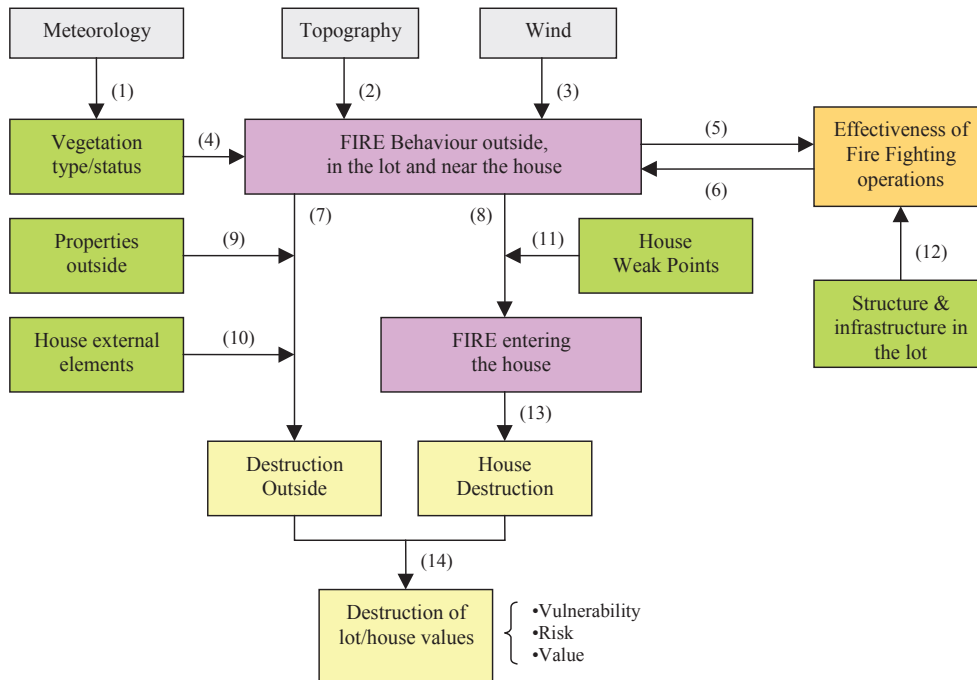 Meteorology
Topography
Wind
(1)
(2)
(3)
Vegetation
type/status
(4)
FIRE Behaviour outside,
in the lot and near the house
(5)
(6)
Effectiveness of
Fire Fighting
operations
(7)
(8)
Properties
outside
(9)
(11)
House
Weak Points
(12)
House external
elements
(10)
FIRE entering
the house
Structure &
infrastructure in
the lot
(13)
Destruction
Outside
House
Destruction
(14)
Destruction of
lot/house values
•Vulnerability
•Risk
•Value